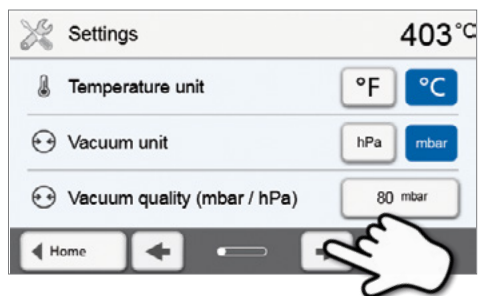 Settings 403°C
Temperature unit °F °C
Vacuum unit hPa mbar
Vacuum quality (mbar / hPa) 80 mbar
Home